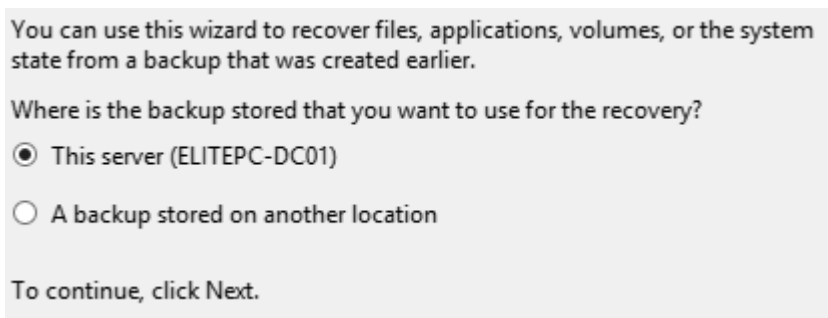 You can use this wizard to recover files, applications, volumes, or the system
state from a backup that was created earlier.
Where is the backup stored that you want to use for the recovery?
This server (ELITEPC-DC01)
A backup stored on another location
To continue, click Next.